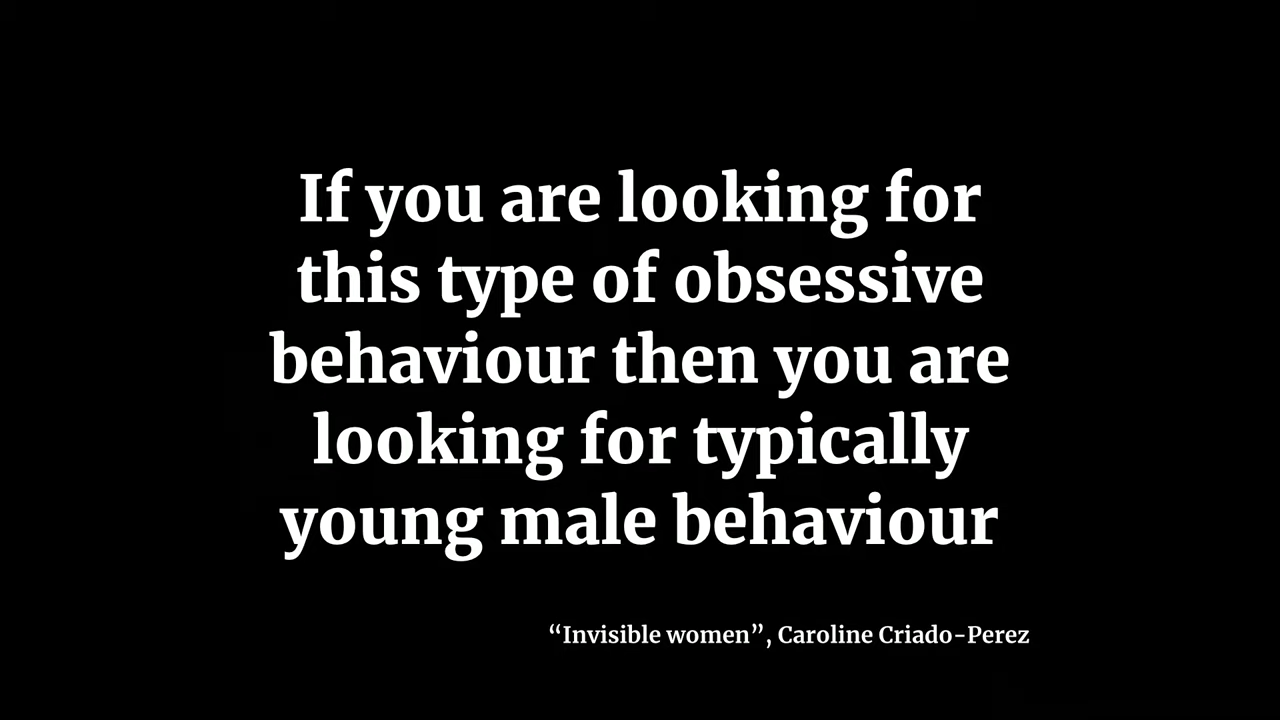 If you are looking for
this type of obsessive
behaviour then you are
looking for typically
young male behaviour
“Invisible women”, Caroline Criado-Perez